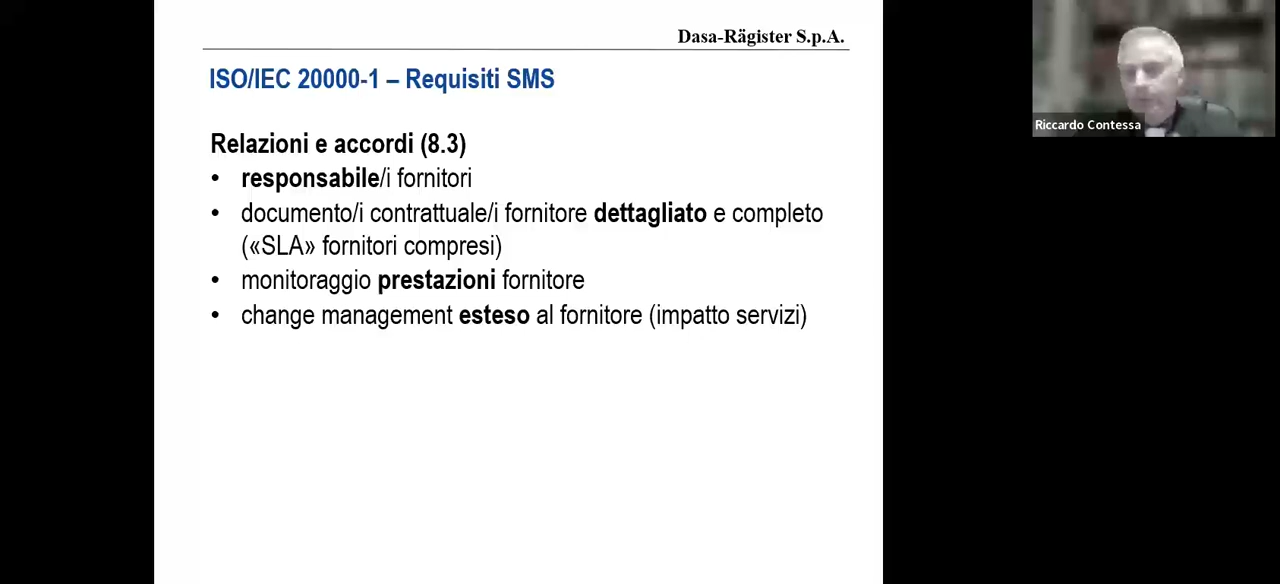 Dasa-Rägister S.p.A.
ISO/IEC 20000-1 – Requisiti SMS
Relazioni e accordi (8.3)
• responsabile/i fornitori
• documento/i contrattuale/i fornitore dettagliato e completo
(«SLA» fornitori compresi)
• monitoraggio prestazioni fornitore
• change management esteso al fornitore (impatto servizi)
Riccardo Contessa